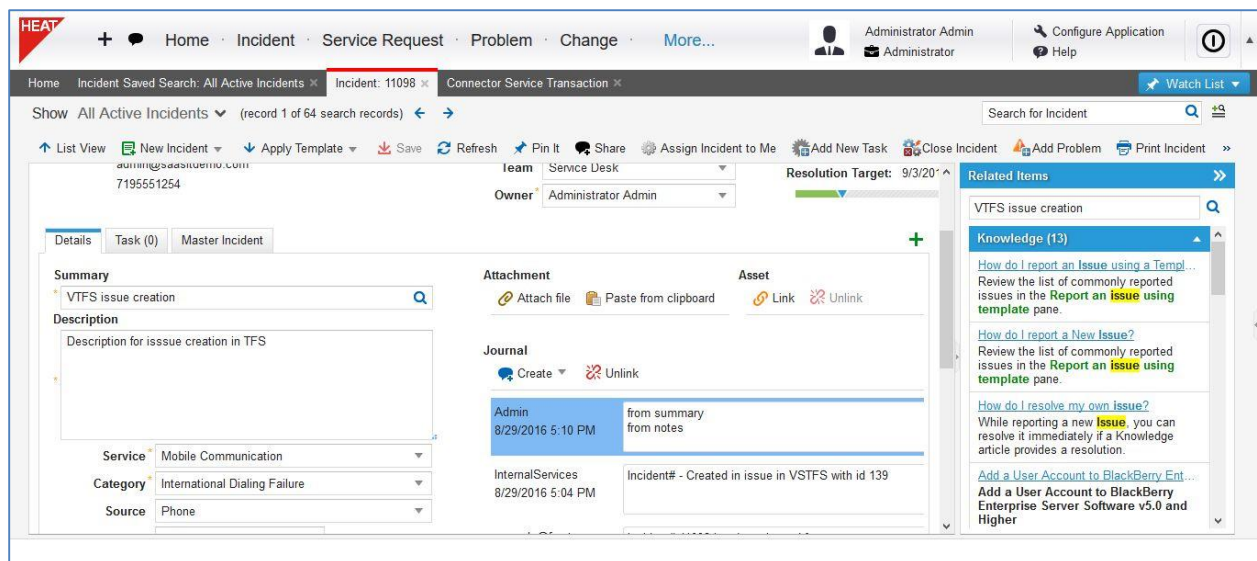 HEAT
Home · Incident · Service Request · Problem · Change · More...
Administrator Admin
Administrator
Configure Application
Help
Home
Incident Saved Search: All Active Incidents ×
Incident: 11098 ×
Connector Service Transaction ×
Watch List
Show All Active Incidents (record 1 of 64 search records)
Search for Incident
List View
New Incident
Apply Template
Save
Refresh
Pin It
Share
Assign Incident to Me
Add New Task
Close Incident
Add Problem
Print Incident »
admin@saasitdemo.com
7195551254
Team Service Desk
Owner* Administrator Admin
Resolution Target: 9/3/201
Details
Task (0)
Master Incident
Summary
* VTFS issue creation
Description
Description for isssue creation in TFS
*
Service* Mobile Communication
Category* International Dialing Failure
Source Phone
Attachment
Attach file
Paste from clipboard
Asset
Link
Unlink
Journal
Create
Unlink
Admin
8/29/2016 5:10 PM
from summary
from notes
InternalServices
8/29/2016 5:04 PM
Incident# - Created in issue in VSTFS with id 139
Related Items
VTFS issue creation
Knowledge (13)
How do I report an Issue using a Templ...
Review the list of commonly reported
issues in the Report an issue using
template pane.
How do I report a New Issue?
Review the list of commonly reported
issues in the Report an issue using
template pane.
How do I resolve my own issue?
While reporting a new Issue, you can
resolve it immediately if a Knowledge
article provides a resolution.
Add a User Account to BlackBerry Ent...
Add a User Account to BlackBerry
Enterprise Server Software v5.0 and
Higher